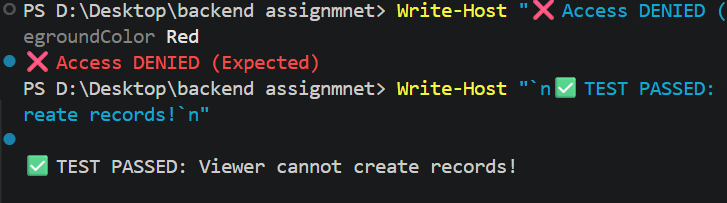 PS D:\Desktop\backend assignmnet> Write-Host "❌ Access DENIED (
egroundColor Red
❌ Access DENIED (Expected)
PS D:\Desktop\backend assignmnet> Write-Host "`n✅ TEST PASSED:
reate records!`n"
✅ TEST PASSED: Viewer cannot create records!